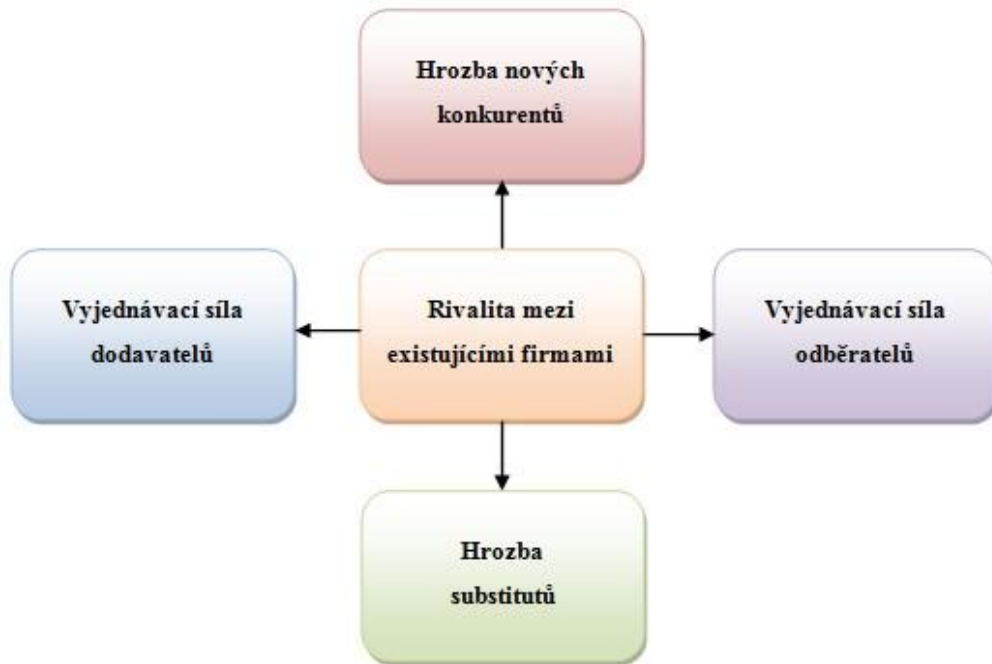 Hrozba nových
konkurentů
Vyjednávací síla
dodavatelů
Rivalita mezi
existujícími firmami
Vyjednávací síla
odběratelů
Hrozba
substitutů